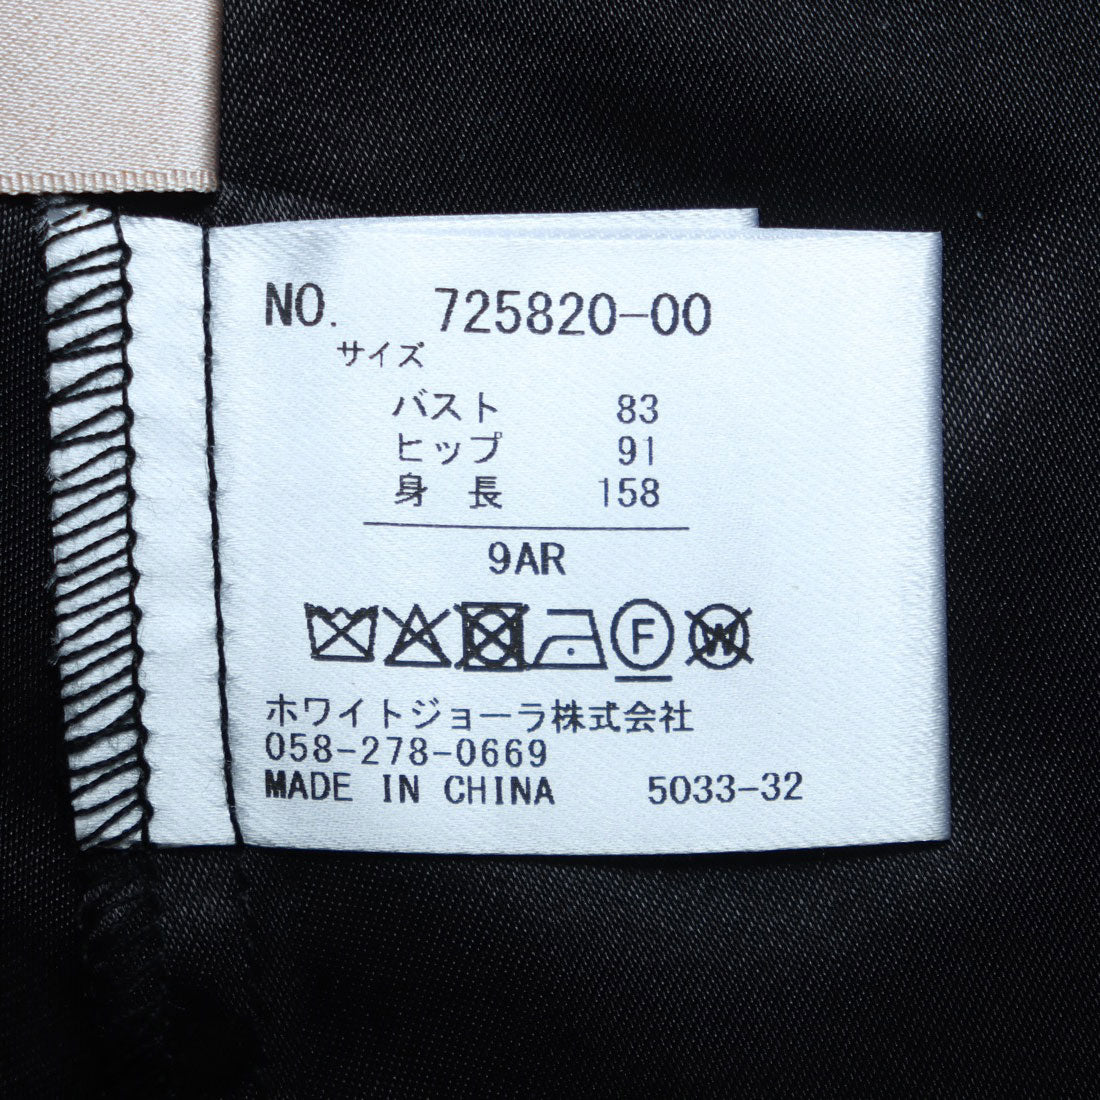 NO. 725820-00
サイズ
バスト 83
ヒップ 91
身 長 158
9AR
F W
ホワイトジョーラ株式会社
058-278-0669
MADE IN CHINA 5033-32